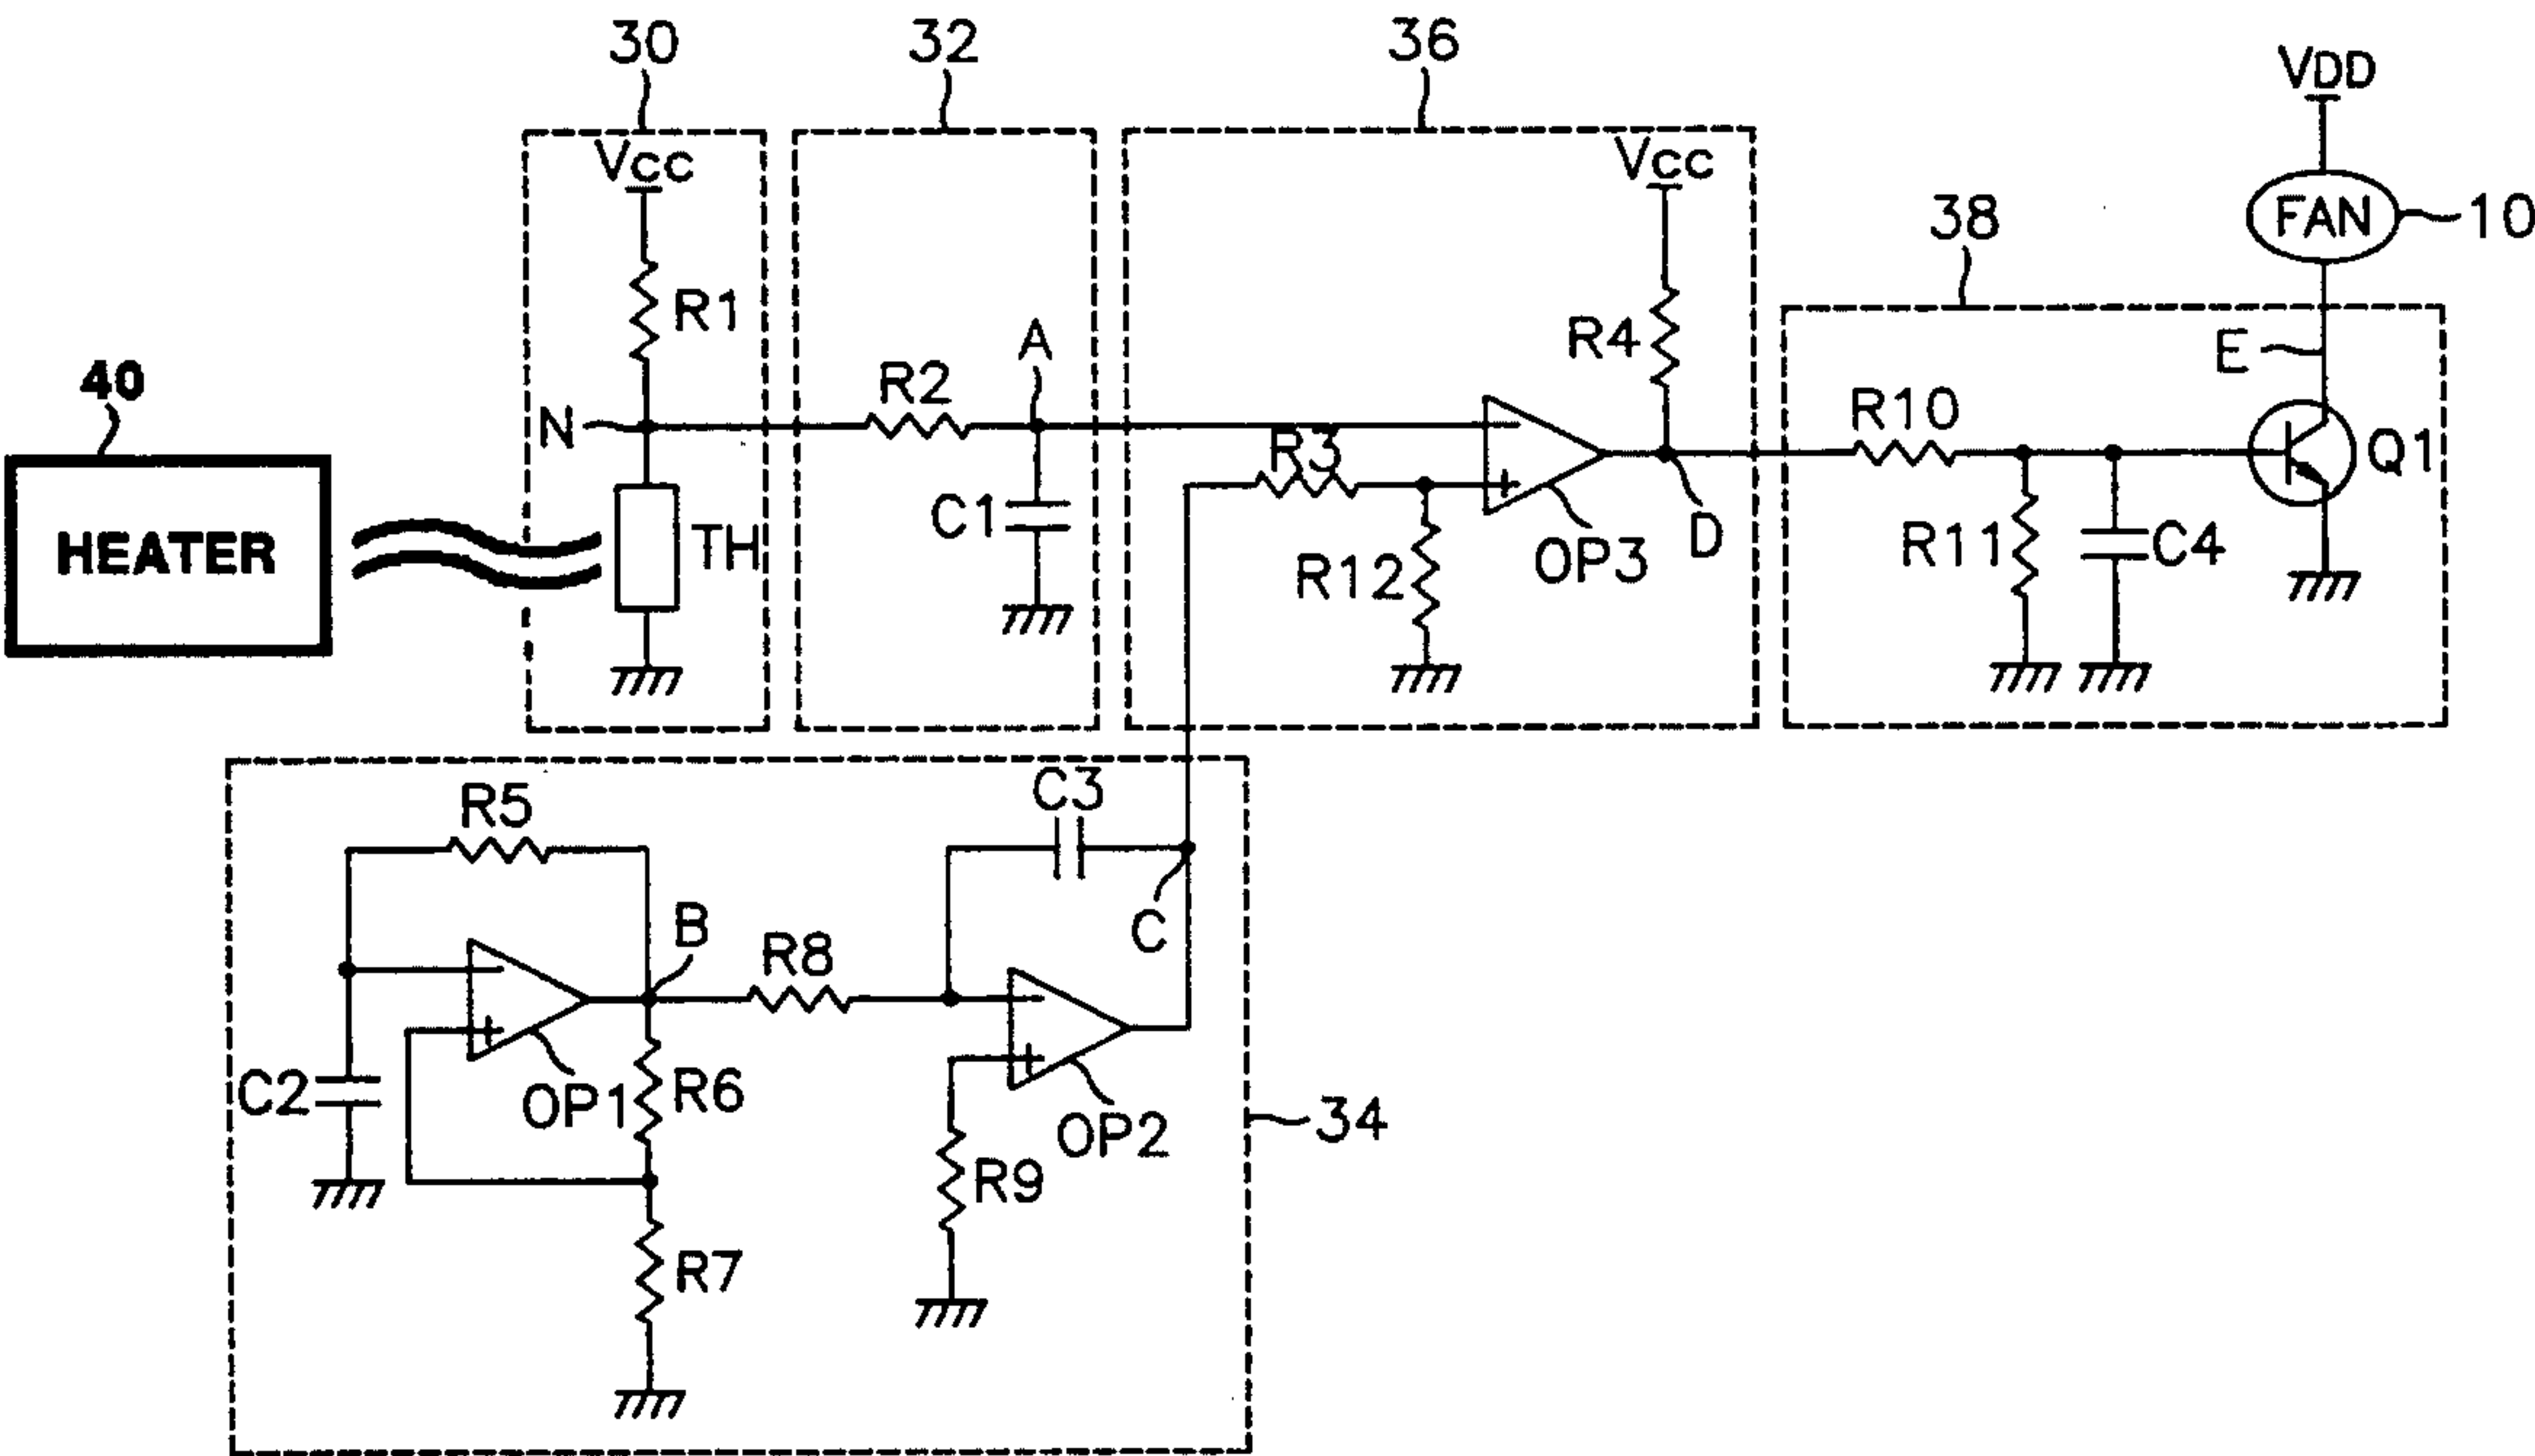 30
32
36
VDD
VCC
VCC
38
FAN
10
R1
A
R4
E
40
R2
R10
N
R3
Q1
HEATER
TH
C1
OP3
D
R11
C4
R12
C3
R5
B
C
R8
C2
OP1
R6
OP2
34
R9
R7